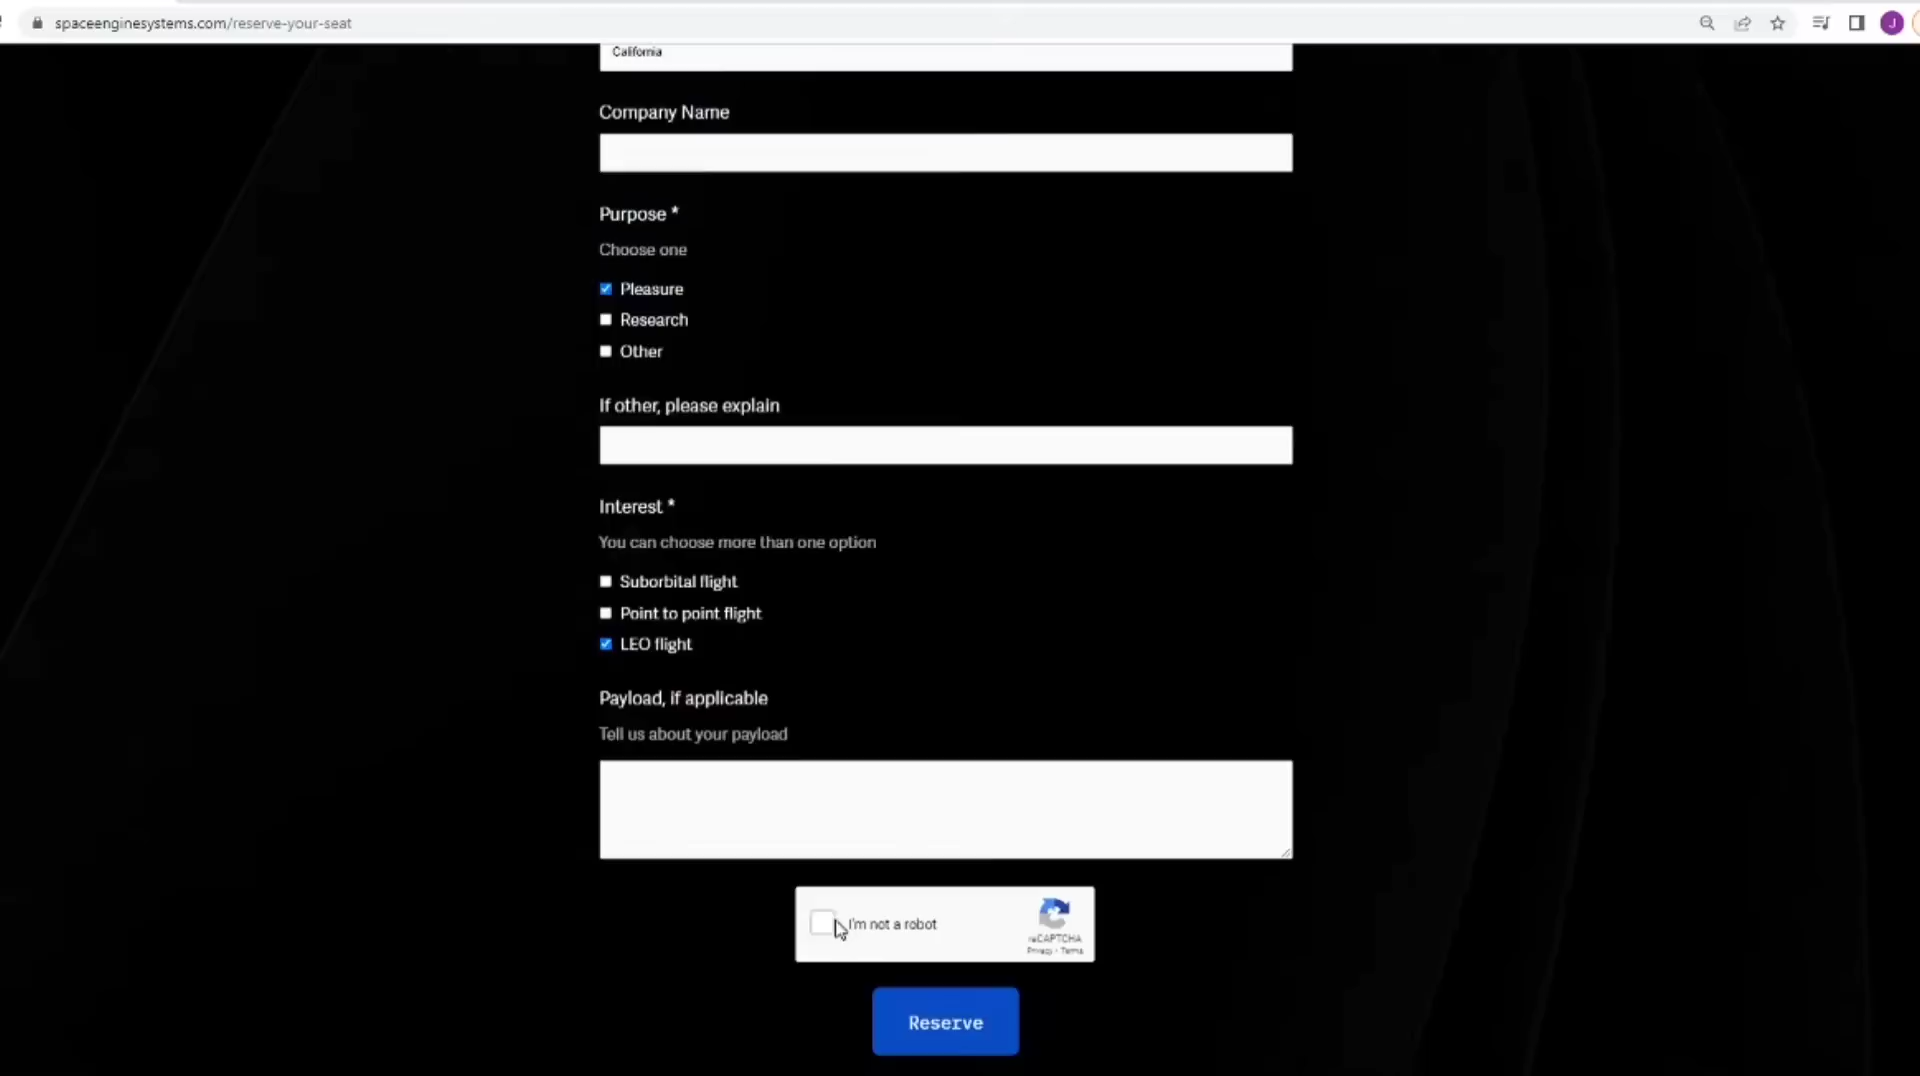 spaceenginesystems.com/reserve-your-seat
J
California
Company Name
Purpose *
Choose one
Pleasure
Research
Other
If other, please explain
Interest *
You can choose more than one option
Suborbital flight
Point to point flight
LEO flight
Payload, if applicable
Tell us about your payload
I'm not a robot
reCAPTCHA
Privacy - Terms
Reserve